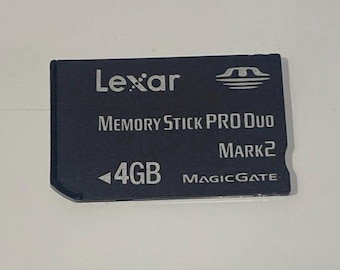 Lexar
MEMORY STICK PRO DUO
MARK2
◄4GB MAGICGATE